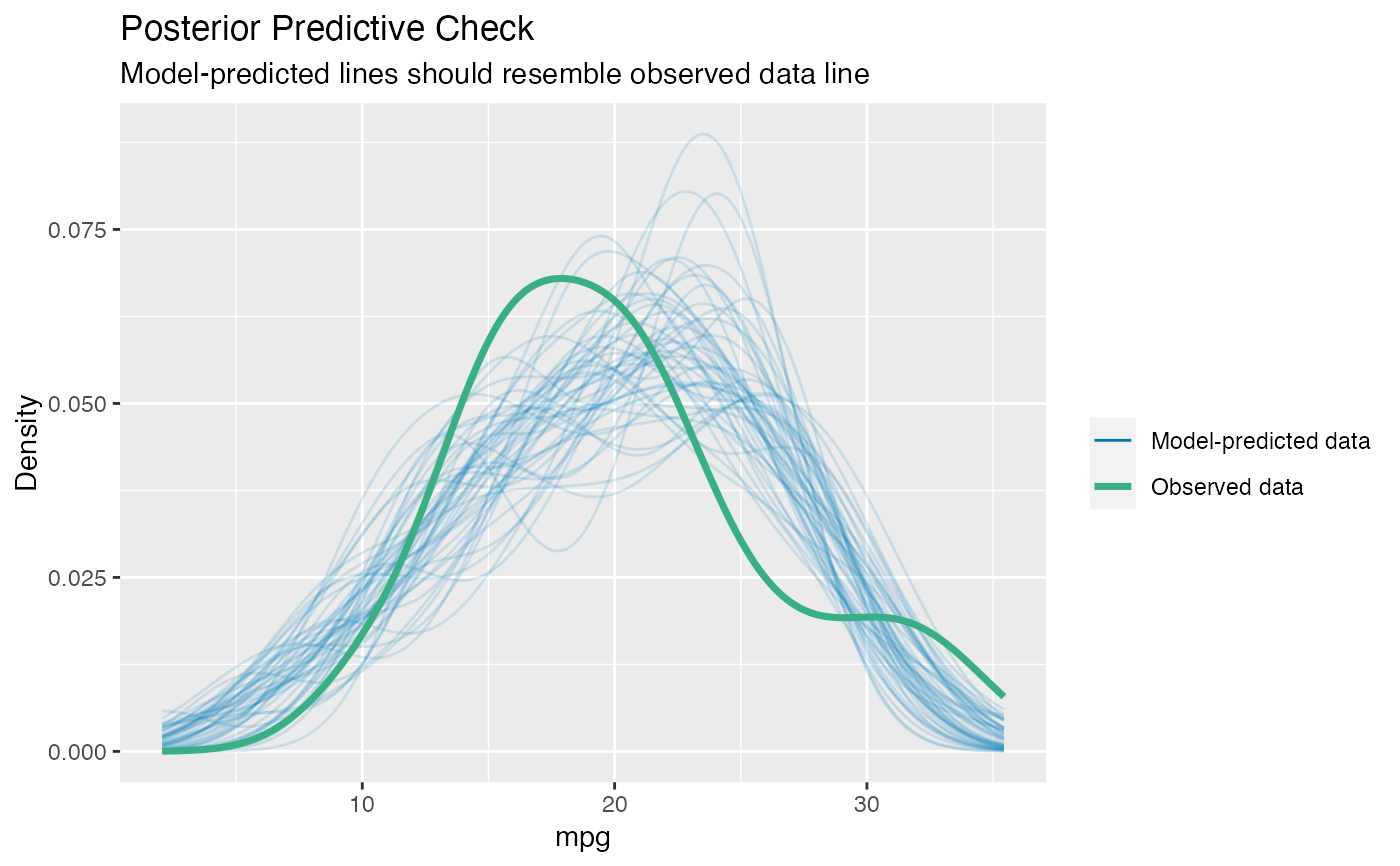 Posterior Predictive Check
Model-predicted lines should resemble observed data line
Density
0.075
0.050
0.025
0.000
10 20 30
mpg
Model-predicted data
Observed data